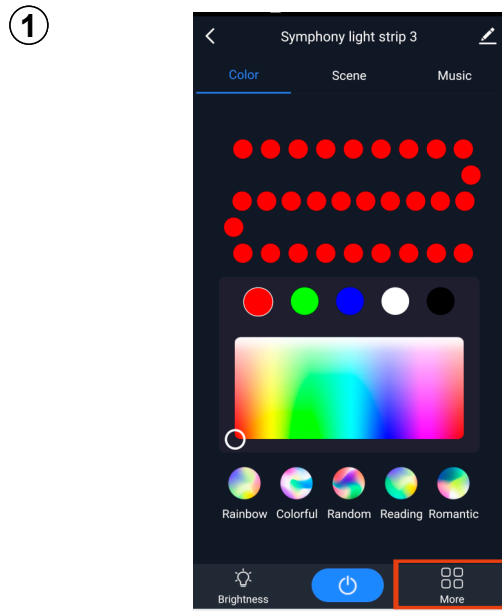 ①
Symphony light strip 3
Color Scene Music
Rainbow Colorful Random Reading Romantic
Brightness More